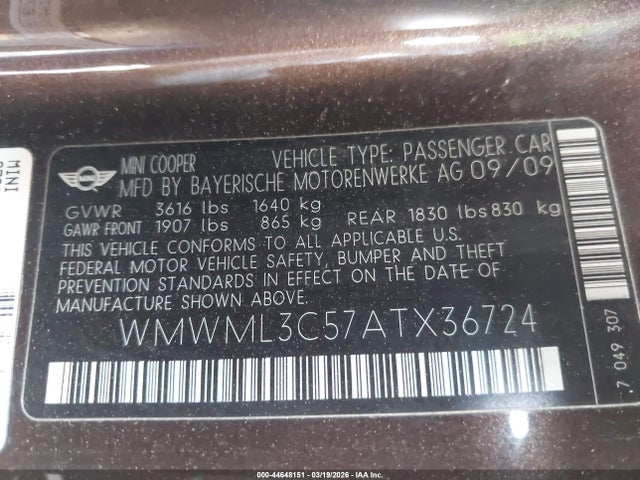 MINI COOPER VEHICLE TYPE: PASSENGER CAR
MFD BY BAYERISCHE MOTORENWERKE AG 09/09
GVWR 3616 lbs 1640 kg
GAWR FRONT 1907 lbs 865 kg REAR 1830 lbs 830 kg
THIS VEHICLE CONFORMS TO ALL APPLICABLE U.S.
FEDERAL MOTOR VEHICLE SAFETY, BUMPER AND THEFT
PREVENTION STANDARDS IN EFFECT ON THE DATE OF
MANUFACTURE SHOWN ABOVE.
WMWML3C57ATX36724
7 049 307
MINI
000-44648151 - 03/19/2026 - IAA Inc.